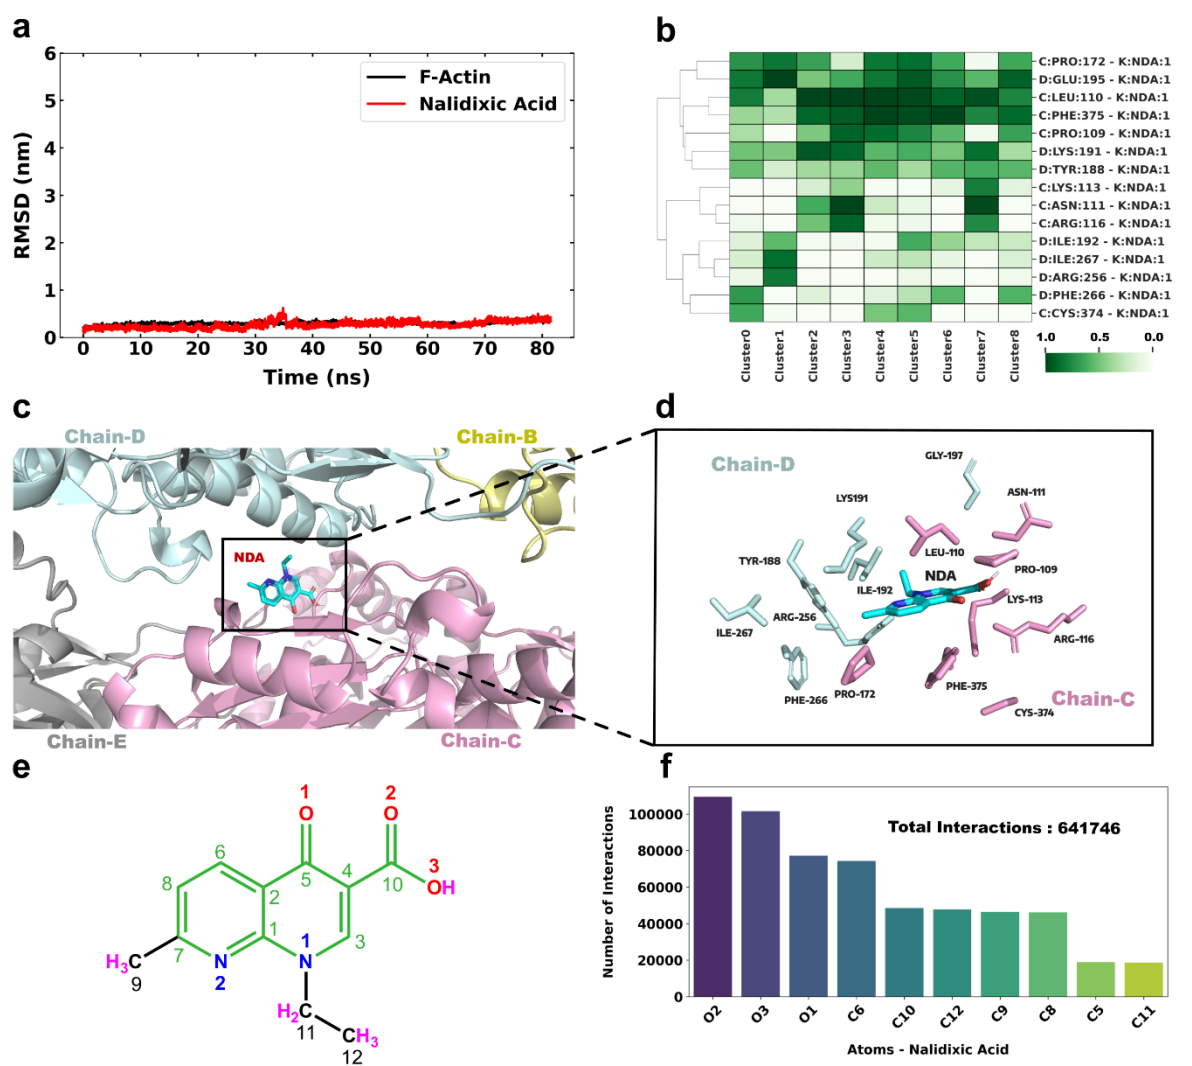 a
6
5
4
3
2
1
0
RMSD (nm)
F-Actin
Nalidixic Acid
0 10 20 30 40 50 60 70 80
Time (ns)
b
C:PRO:172 - K:NDA:1
D:GLU:195 - K:NDA:1
C:LEU:110 - K:NDA:1
C:PHE:375 - K:NDA:1
C:PRO:109 - K:NDA:1
D:LYS:191 - K:NDA:1
D:TYR:188 - K:NDA:1
C:LYS:113 - K:NDA:1
C:ASN:111 - K:NDA:1
C:ARG:116 - K:NDA:1
D:ILE:192 - K:NDA:1
D:ILE:267 - K:NDA:1
D:ARG:256 - K:NDA:1
D:PHE:266 - K:NDA:1
C:CYS:374 - K:NDA:1
Cluster0
Cluster1
Cluster2
Cluster3
Cluster4
Cluster5
Cluster6
Cluster7
Cluster8
1.0 0.5 0.0
c
Chain-D
Chain-B
NDA
Chain-E
Chain-C
d
Chain-D
GLY-197
LYS191
ASN-111
LEU-110
TYR-188
PRO-109
NDA
ILE-192
LYS-113
ARG-256
ILE-267
ARG-116
PHE-266
PRO-172
PHE-375
CYS-374
Chain-C
e
1
O
2
O
3
OH
6
5
4
10
8
2
1
3
7
N
2
1
N
H3C
9
H2C
11
CH3
12
f
Total Interactions : 641746
100000
80000
60000
40000
20000
0
Number of Interactions
O2
O3
O1
C6
C10
C12
C9
C8
C5
C11
Atoms - Nalidixic Acid